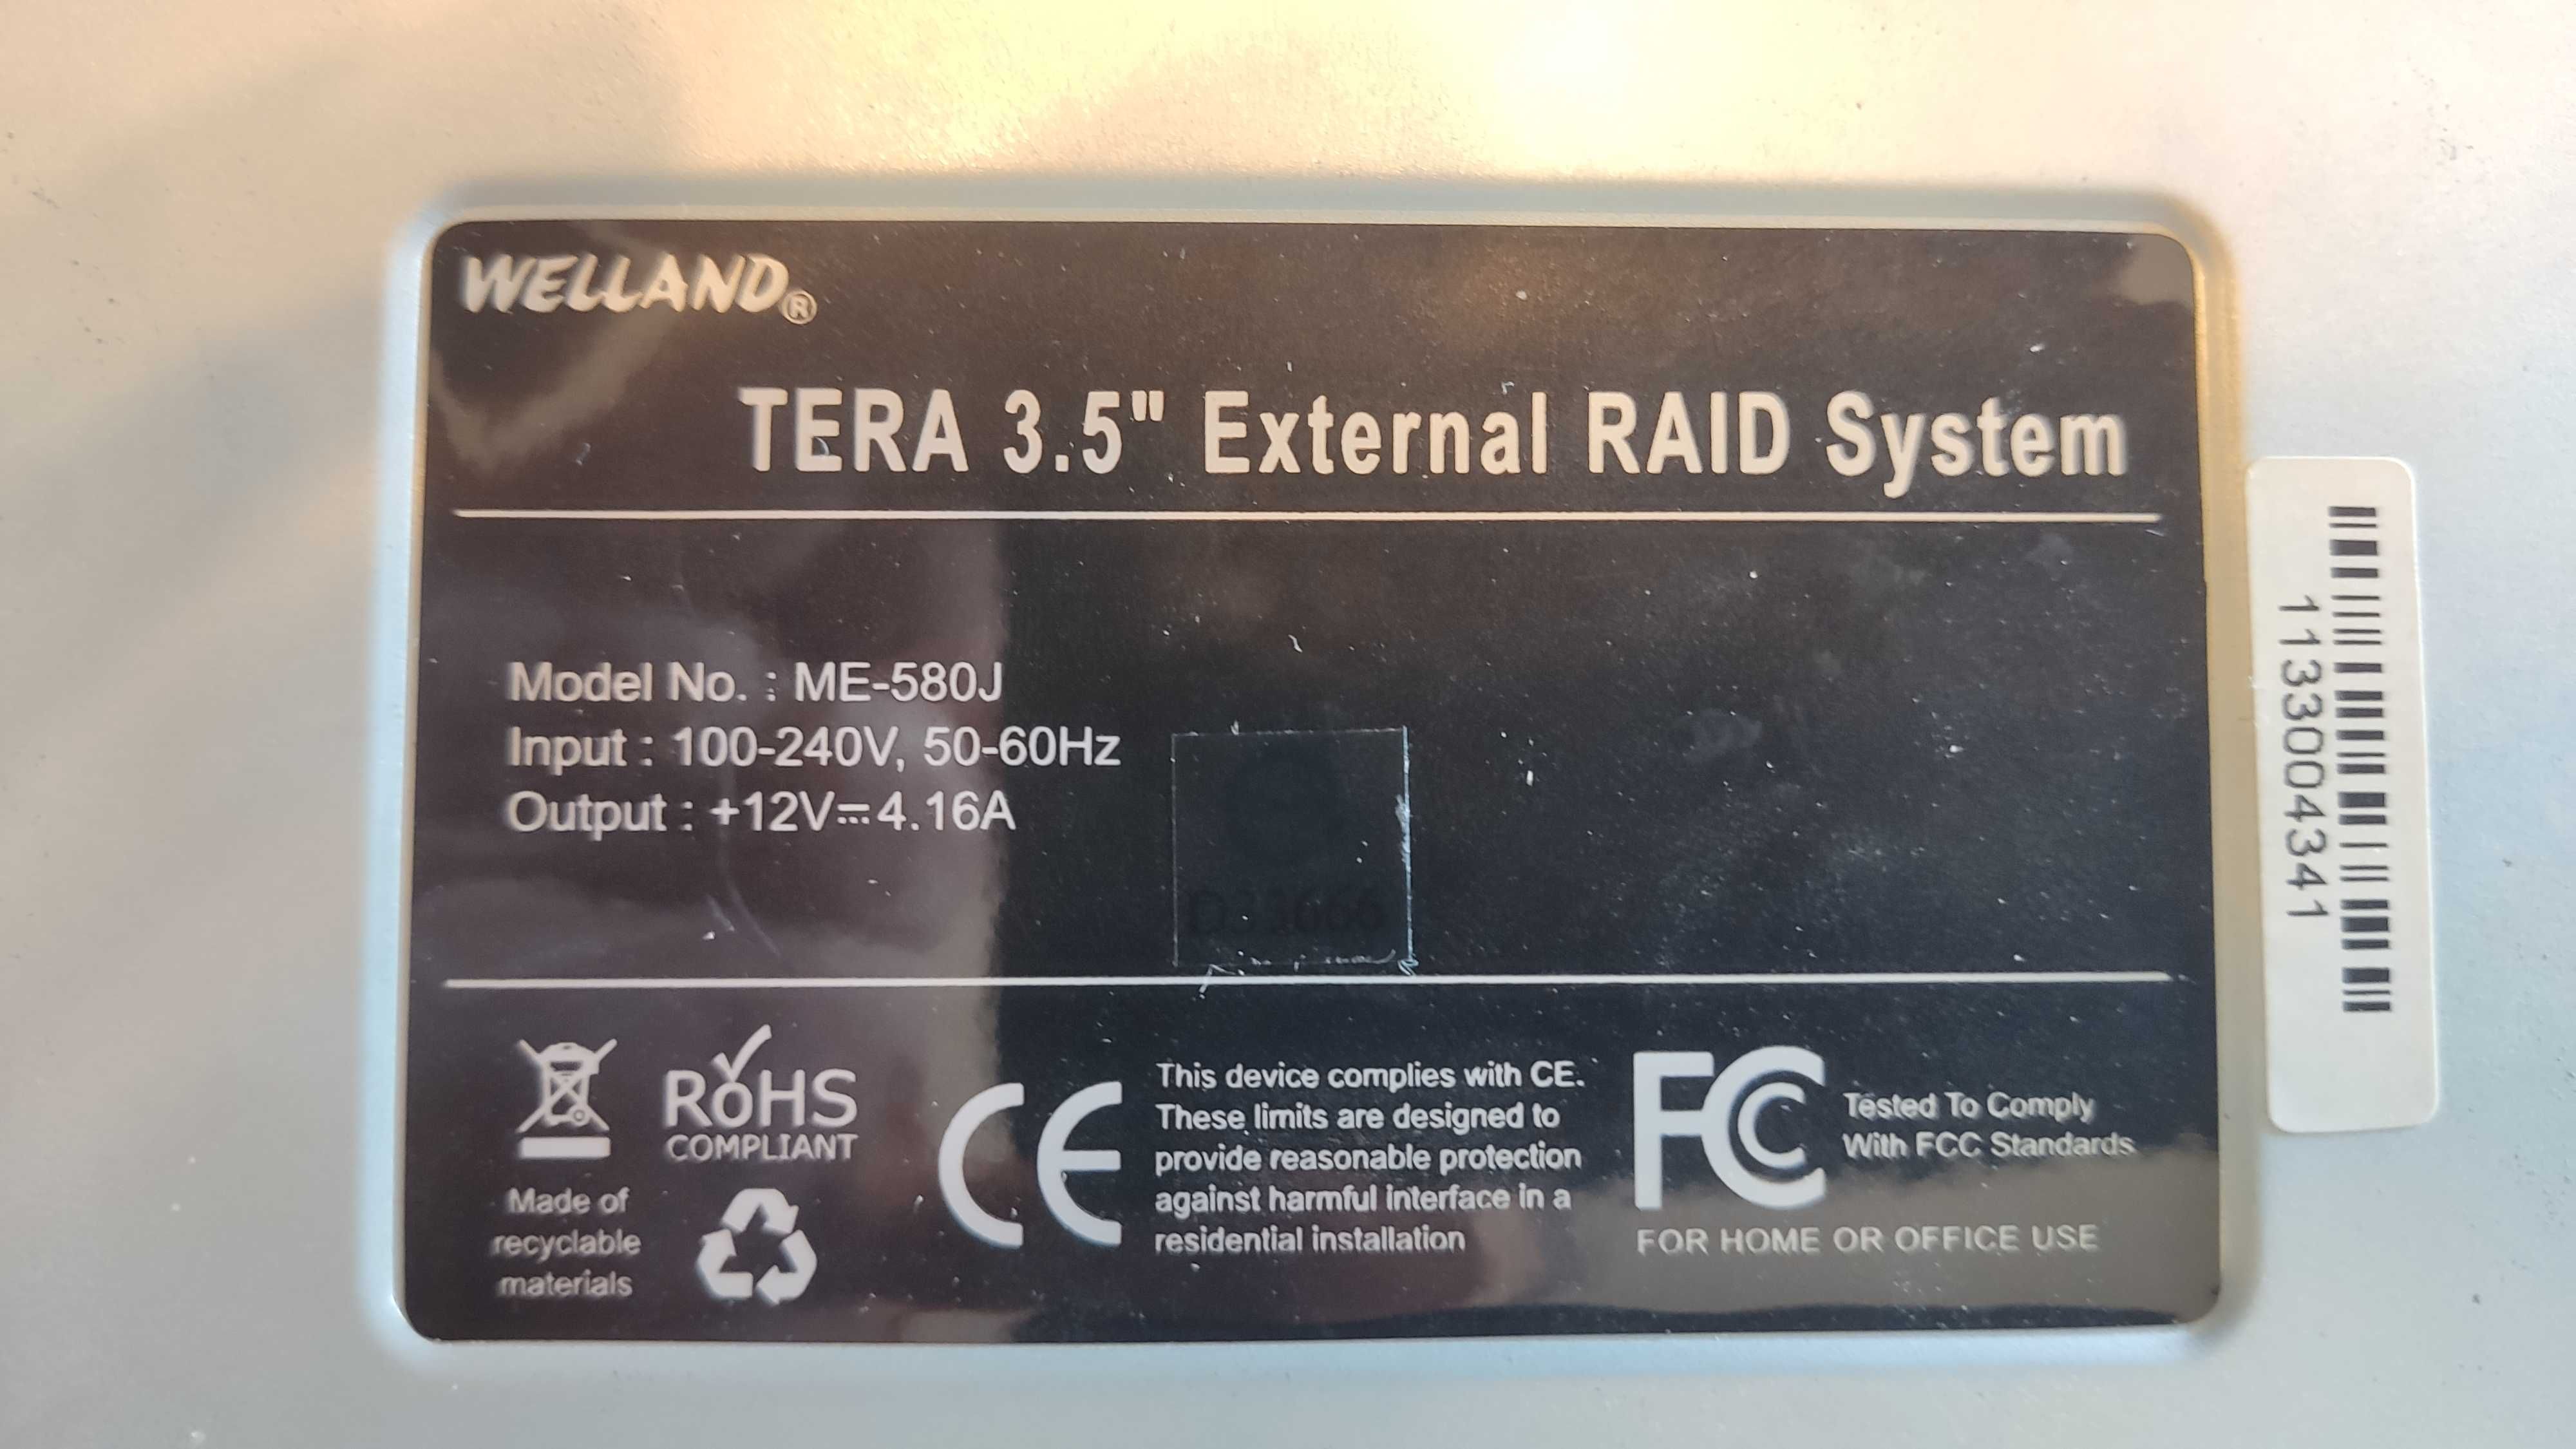 WELLAND®
TERA 3.5" External RAID System
Model No. : ME-580J
Input : 100-240V, 50-60Hz
Output : +12V⎓4.16A
D33666
RoHS
COMPLIANT
Made of
recyclable
materials
CE
This device complies with CE.
These limits are designed to
provide reasonable protection
against harmful interface in a
residential installation
FC
Tested To Comply
With FCC Standards
FOR HOME OR OFFICE USE
11330004341